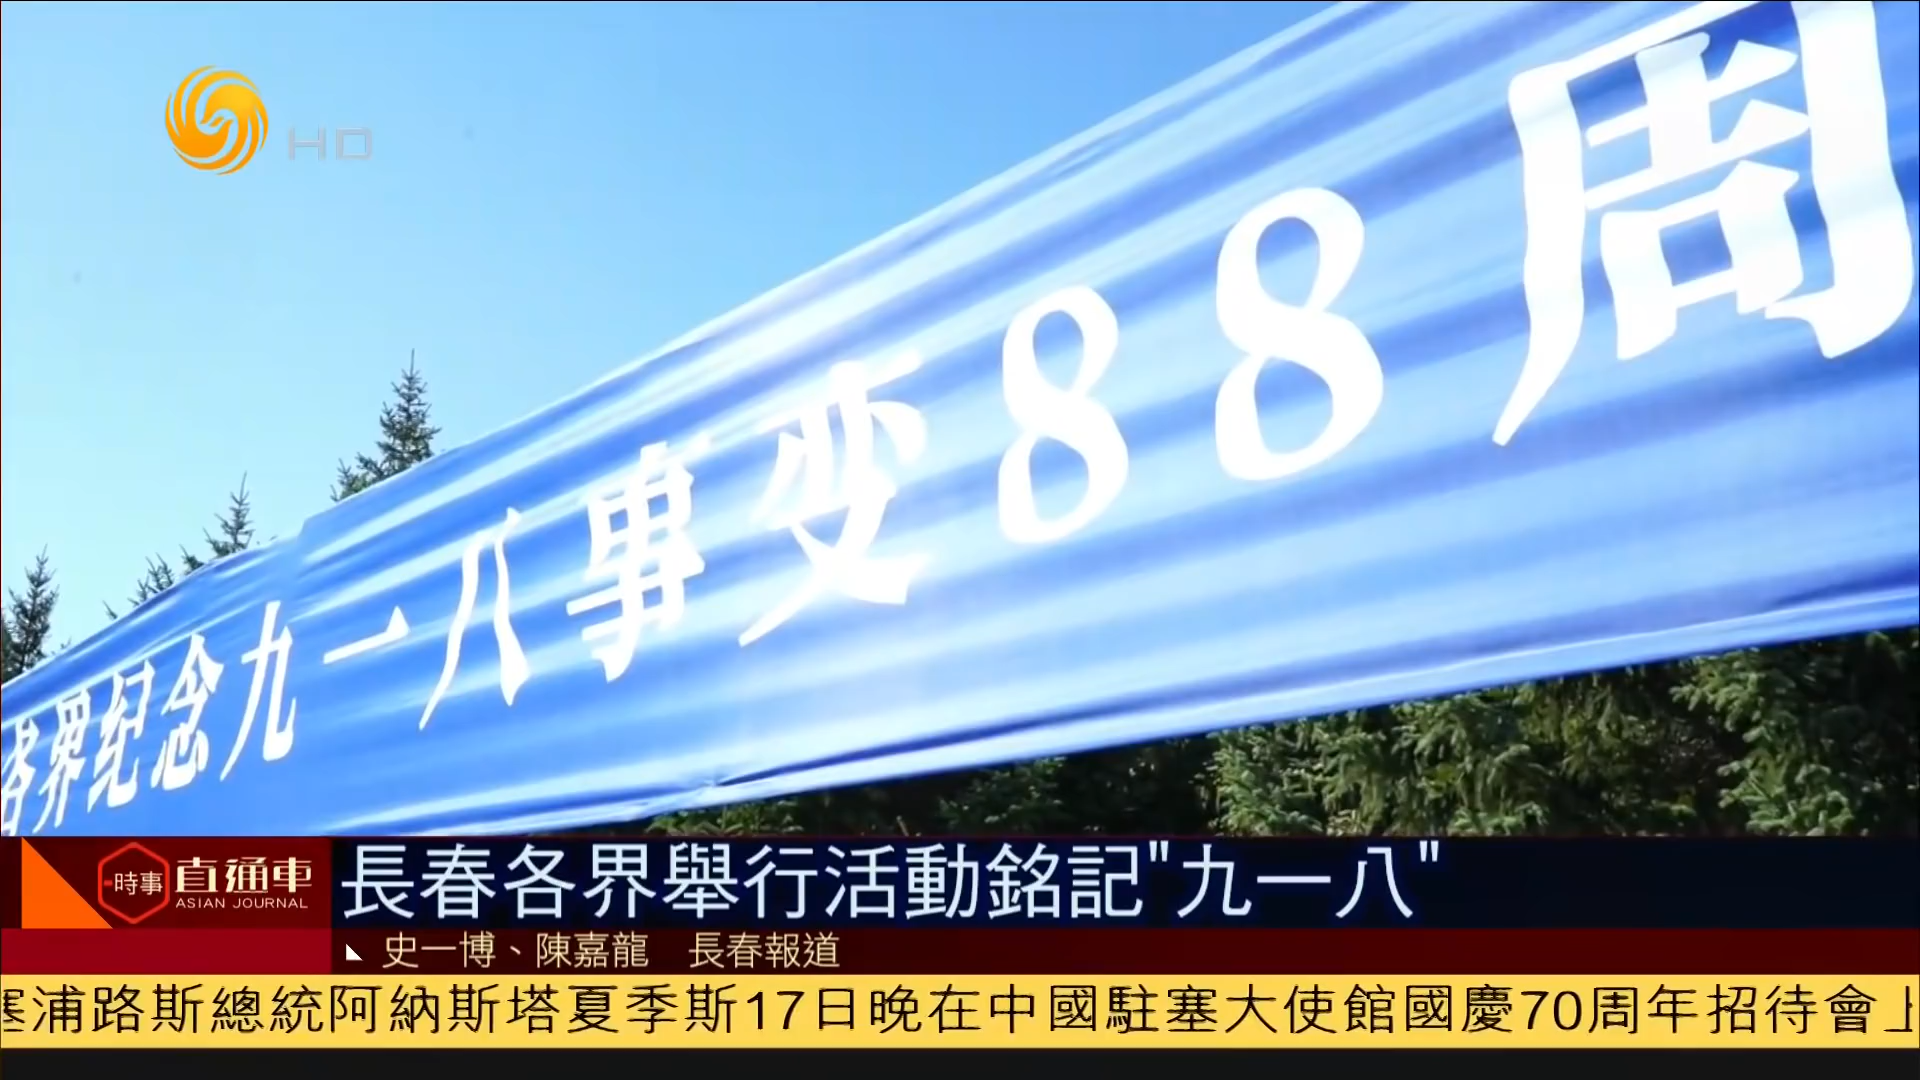 HD
各界纪念九一八事变88周
時事
直通車
ASIAN JOURNAL
長春各界舉行活動銘記"九一八"
史一博、陳嘉龍　長春報道
塞浦路斯總統阿納斯塔夏季斯17日晚在中國駐塞大使館國慶70周年招待會上